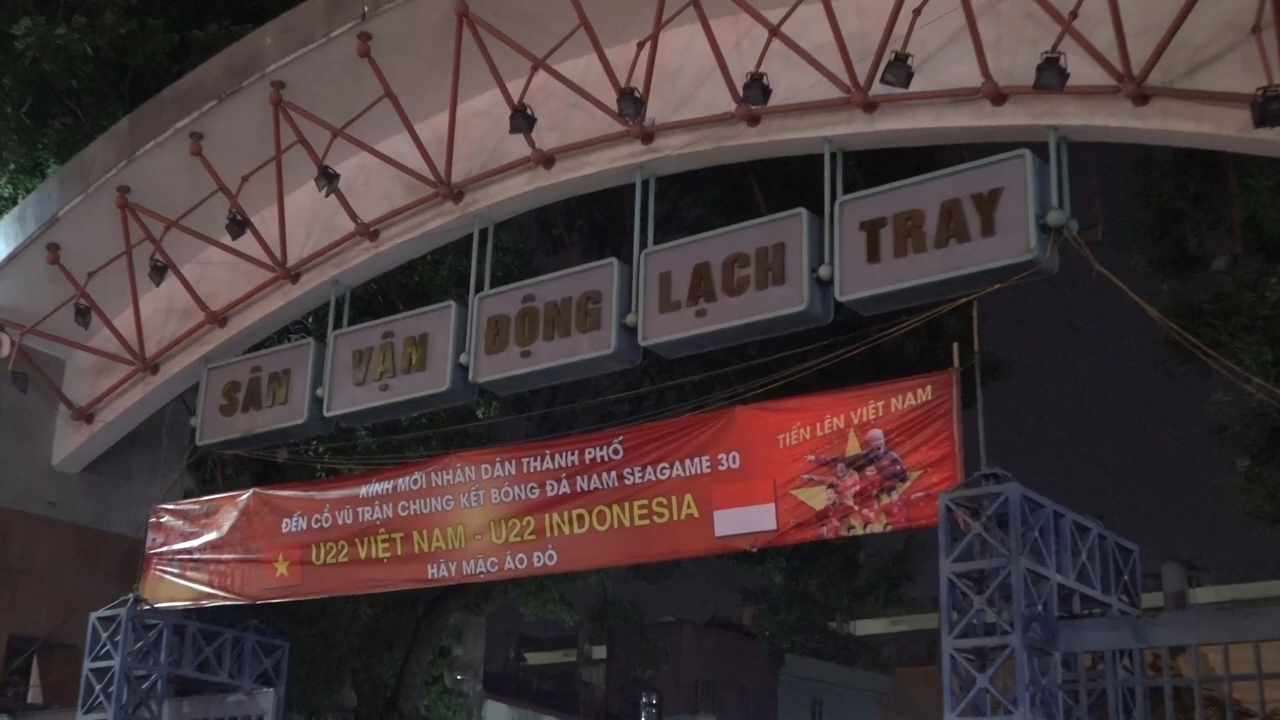 SÂN VẬN ĐỘNG LẠCH TRAY
TIẾN LÊN VIỆT NAM
KÍNH MỜI NHÂN DÂN THÀNH PHỐ
ĐẾN CỔ VŨ TRẬN CHUNG KẾT BÓNG ĐÁ NAM SEAGAME 30
U22 VIỆT NAM - U22 INDONESIA
HÃY MẶC ÁO ĐỎ